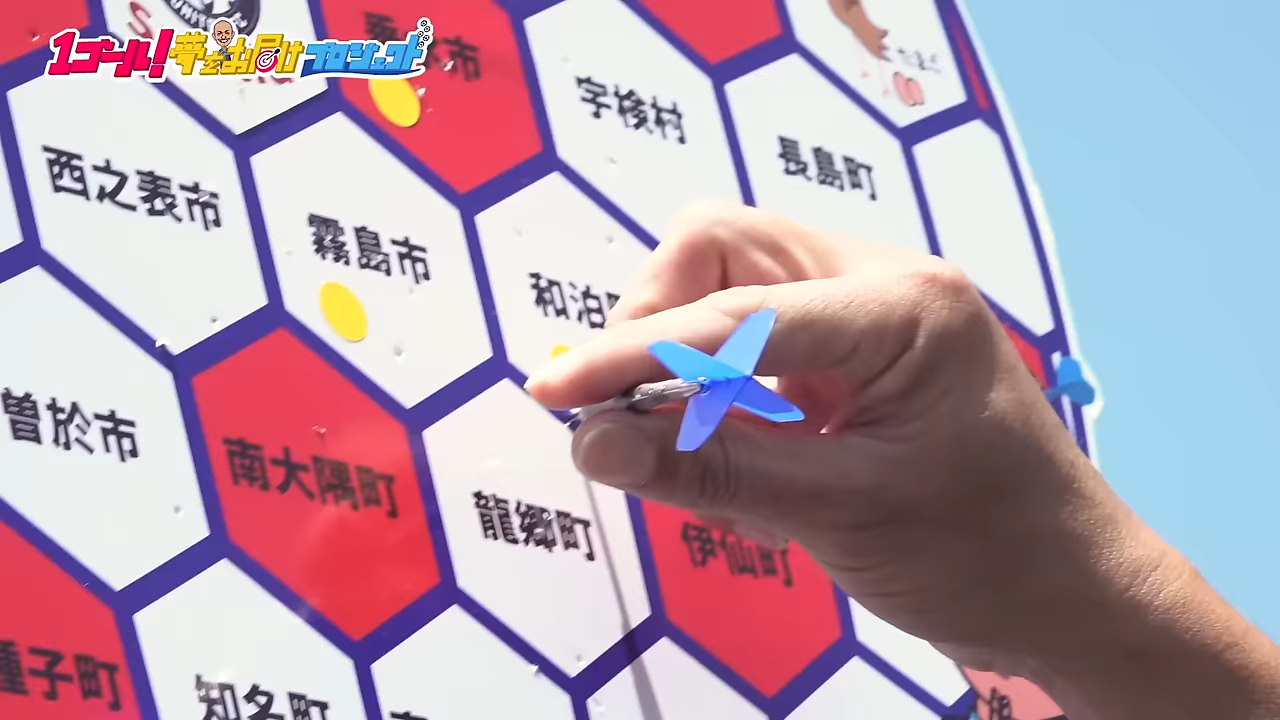 1ゴール!夢をお届けプロジェクト
宇検村
長島町
西之表市
霧島市
和泊
曽於市
南大隅町
龍郷町
伊仙町
種子町
知名町